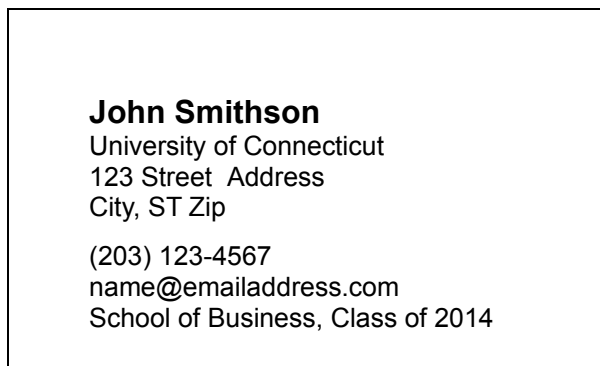 John Smithson
University of Connecticut
123 Street  Address
City, ST Zip
(203) 123-4567
name@emailaddress.com
School of Business, Class of 2014